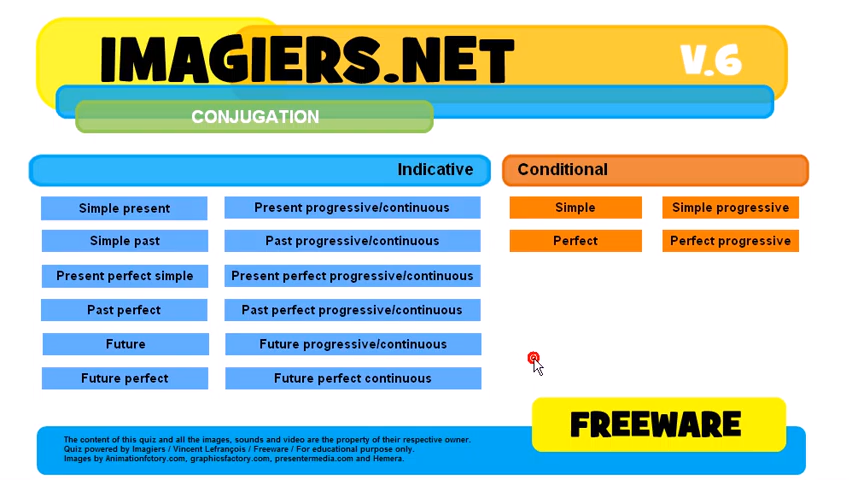 IMAGIERS.NET
V.6
CONJUGATION
Indicative
Conditional
Simple present
Present progressive/continuous
Simple
Simple progressive
Simple past
Past progressive/continuous
Perfect
Perfect progressive
Present perfect simple
Present perfect progressive/continuous
Past perfect
Past perfect progressive/continuous
Future
Future progressive/continuous
Future perfect
Future perfect continuous
FREEWARE
The content of this quiz and all the images, sounds and video are the property of their respective owner.
Quiz powered by Imagiers / Vincent Lefrançois / Freeware / For educational purpose only.
Images by Animationfotory.com, graphicsfactory.com, presentermedia.com and Hemera.